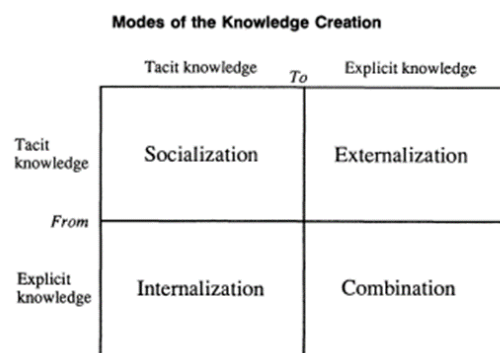 Modes of the Knowledge Creation
Tacit knowledge To Explicit knowledge
Tacit
knowledge
Socialization Externalization
From
Explicit
knowledge
Internalization Combination